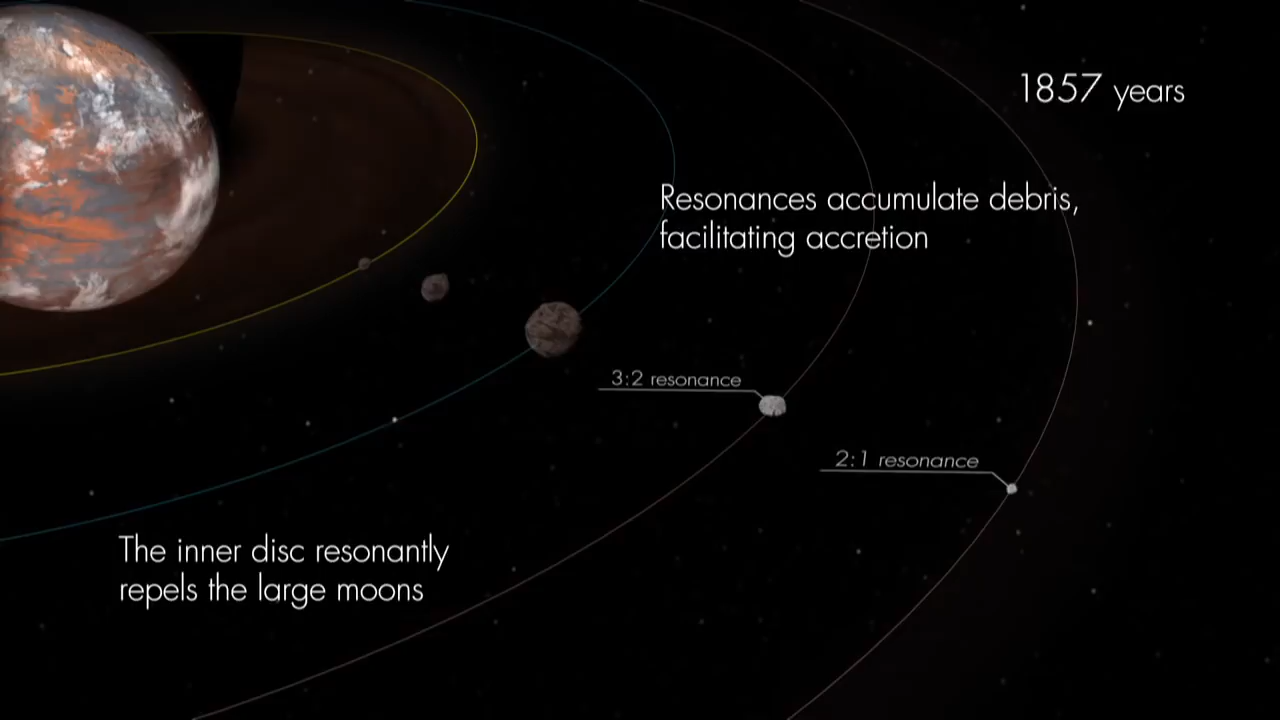 1857 years
Resonances accumulate debris,
facilitating accretion
3:2 resonance
2:1 resonance
The inner disc resonantly
repels the large moons